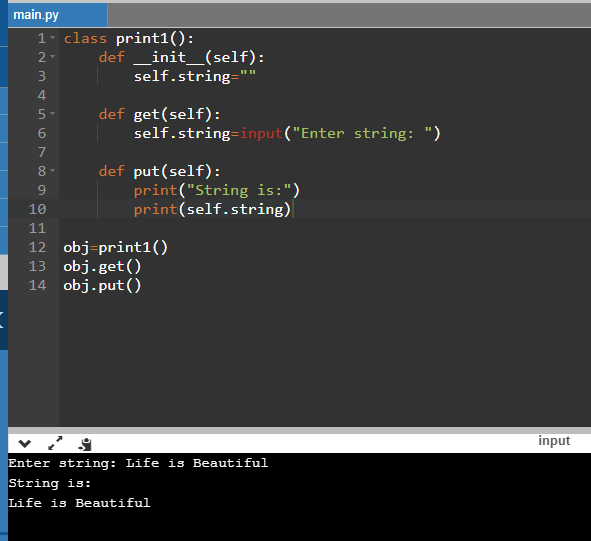 main.py
1 class print1():
2     def __init__(self):
3         self.string=""
4
5     def get(self):
6         self.string=input("Enter string: ")
7
8     def put(self):
9         print("String is:")
10         print(self.string)
11
12 obj=print1()
13 obj.get()
14 obj.put()
input
Enter string: Life is Beautiful
String is:
Life is Beautiful